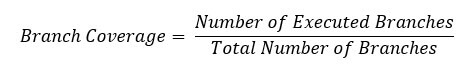 Branch Coverage = Number of Executed Branches / Total Number of Branches